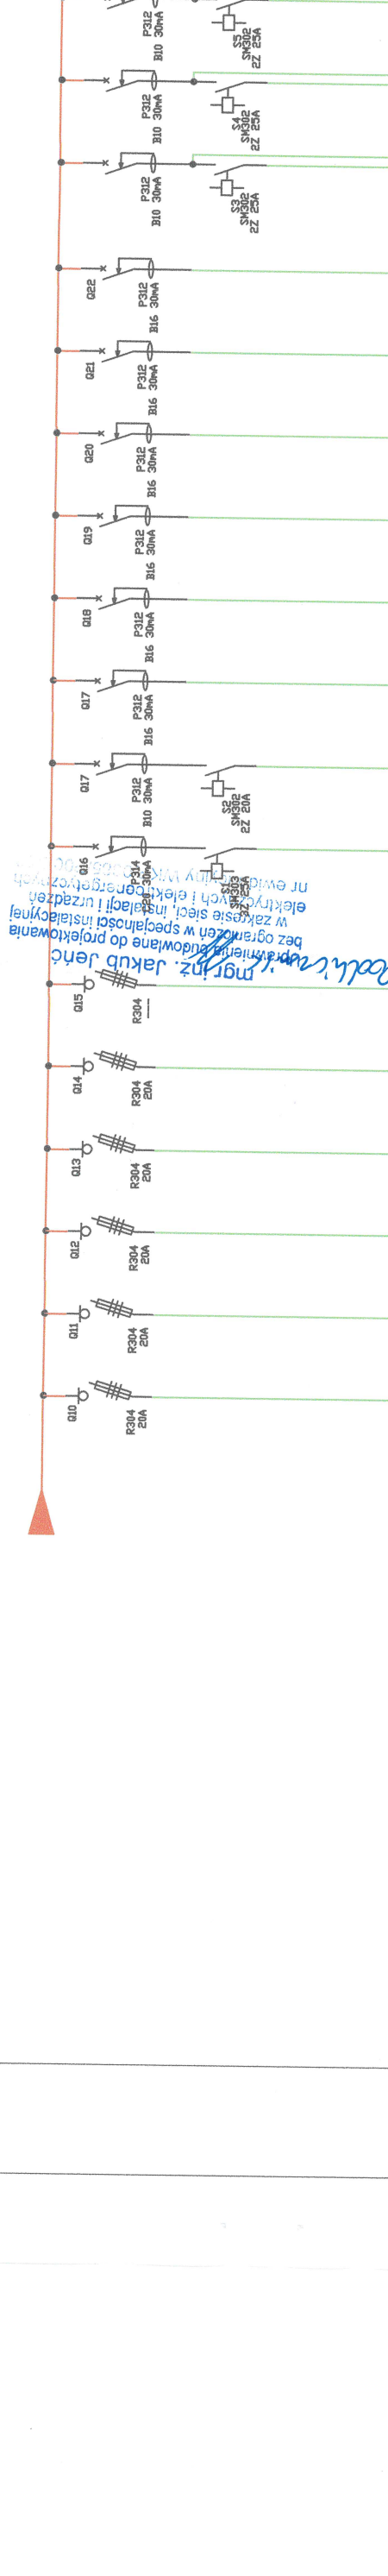 P312
B10 30mA
S5
SM302
2Z 25A
P312
B10 30mA
S4
SM302
2Z 25A
P312
B10 30mA
S3
SM302
2Z 25A
Q22
P312
B16 30mA
Q21
P312
B16 30mA
Q20
P312
B16 30mA
Q19
P312
B16 30mA
Q18
P312
B16 30mA
Q17
P312
B16 30mA
Q17
P312
B10 30mA
S2
SM302
2Z 20A
Q16
P314
30mA
S1
SM303
3Z 25A
mgr inż. Jakub Jeńć
uprawnienia budowlane do projektowania
bez ograniczeń w specjalności instalacyjnej
w zakresie sieci, instalacji i urządzeń
elektrycznych i elektroenergetycznych
nr ewid
Q15
R304
Q14
R304
20A
Q13
R304
20A
Q12
R304
20A
Q11
R304
20A
Q10
R304
20A